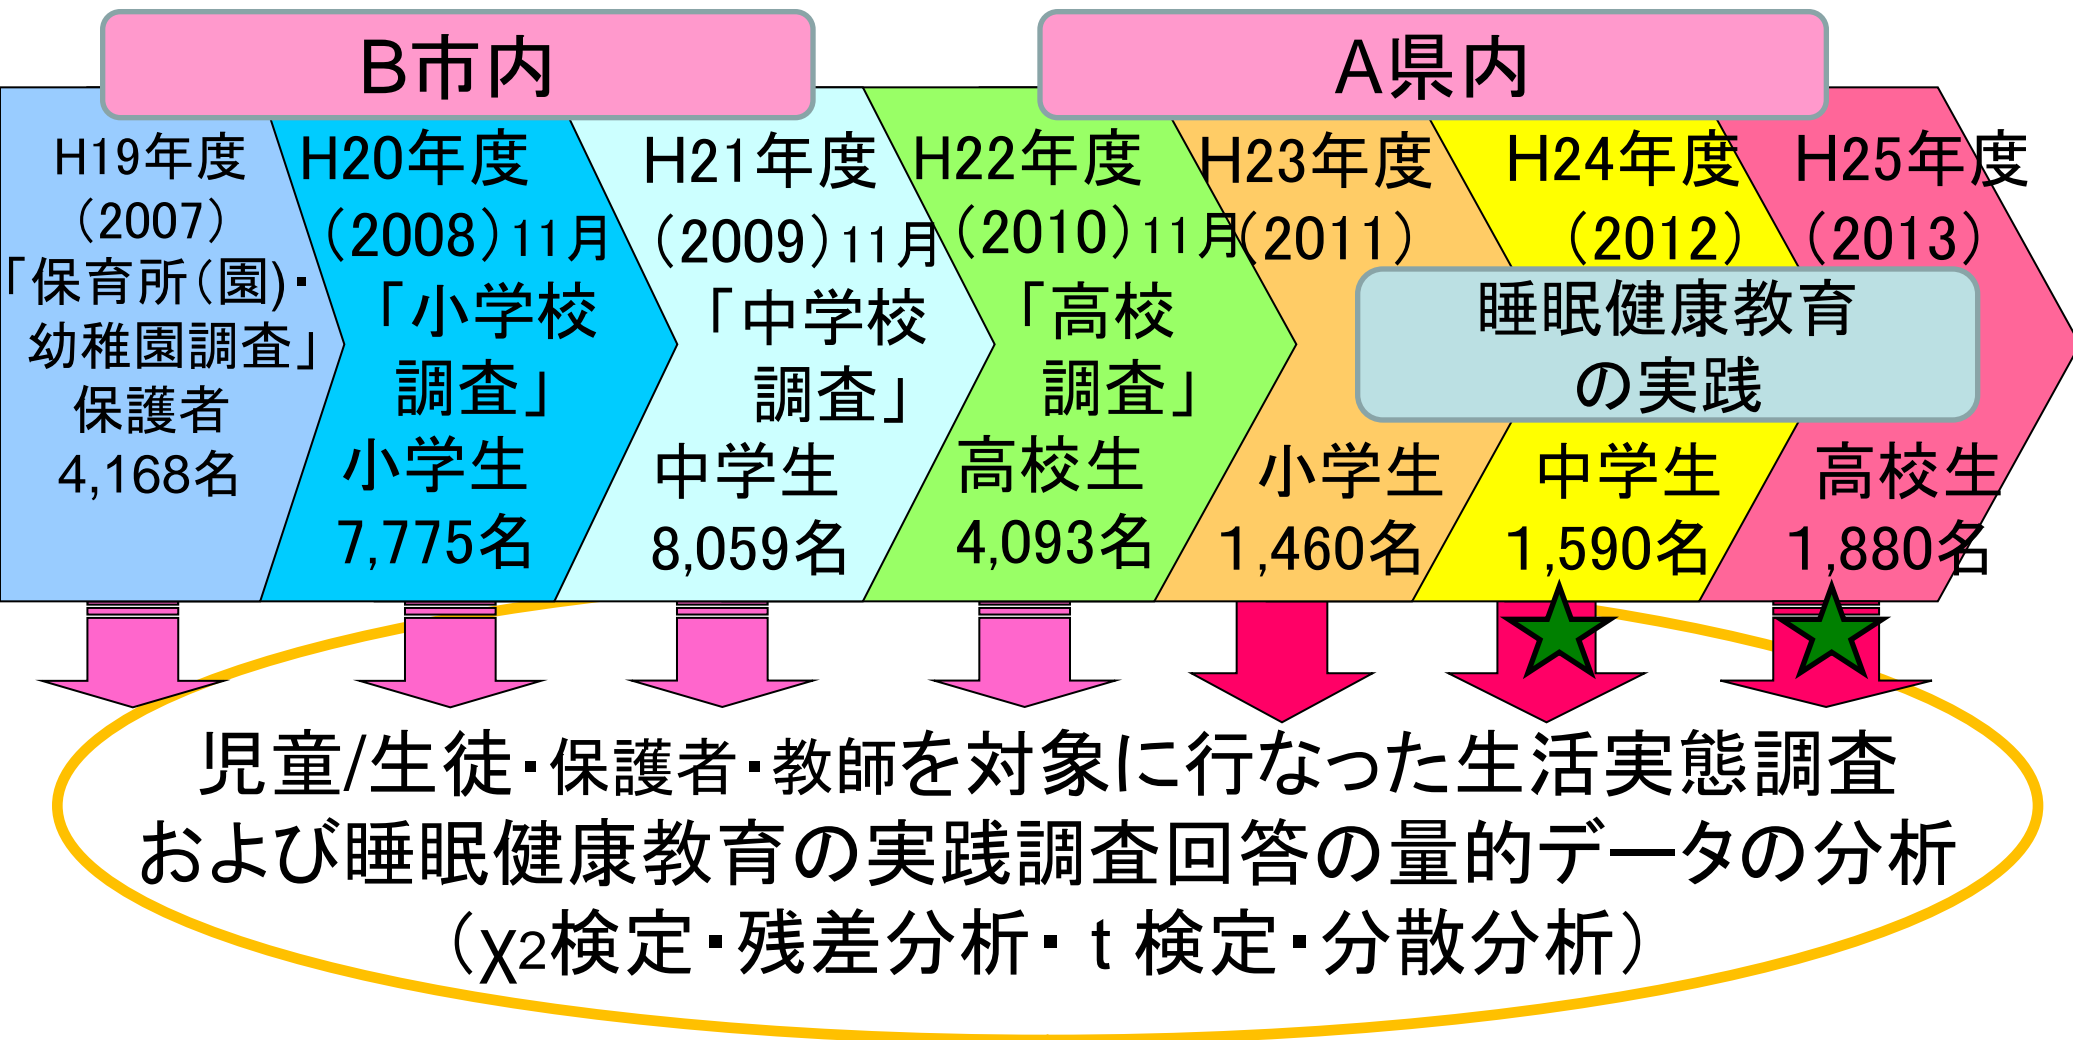 B市内
A県内
H19年度
（2007）
「保育所（園)・
幼稚園調査」
保護者
4,168名
H20年度
（2008）11月
「小学校
調査」
小学生
7,775名
H21年度
（2009）11月
「中学校
調査」
中学生
8,059名
H22年度
（2010）11月
「高校
調査」
高校生
4,093名
H23年度
（2011）
小学生
1,460名
H24年度
（2012）
中学生
1,590名
H25年度
（2013）
高校生
1,880名
睡眠健康教育
の実践
児童/生徒・保護者・教師を対象に行なった生活実態調査
および睡眠健康教育の実践調査回答の量的データの分析
（χ2検定・残差分析・ｔ検定・分散分析）